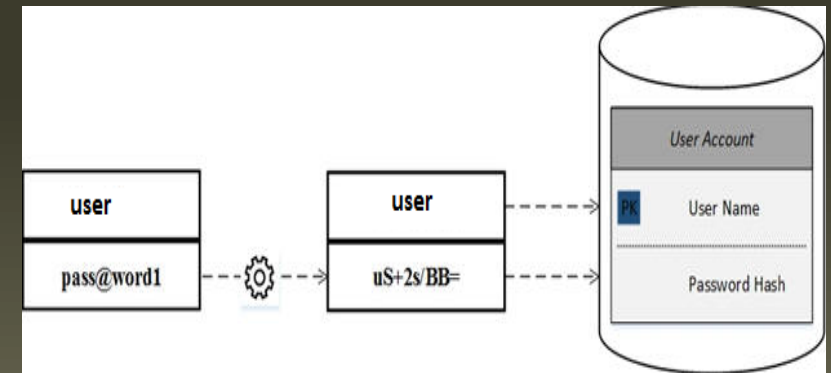 user
pass@word1
user
uS+2s/BB=
User Account
PK
User Name
Password Hash